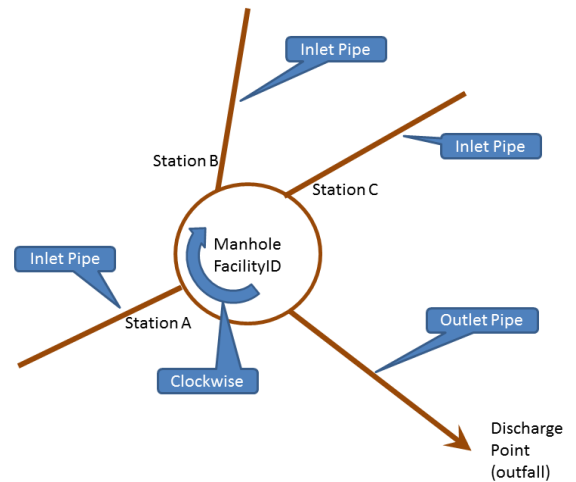 Inlet Pipe
Station B
Inlet Pipe
Station C
Manhole
FacilityID
Inlet Pipe
Station A
Outlet Pipe
Clockwise
Discharge
Point
(outfall)